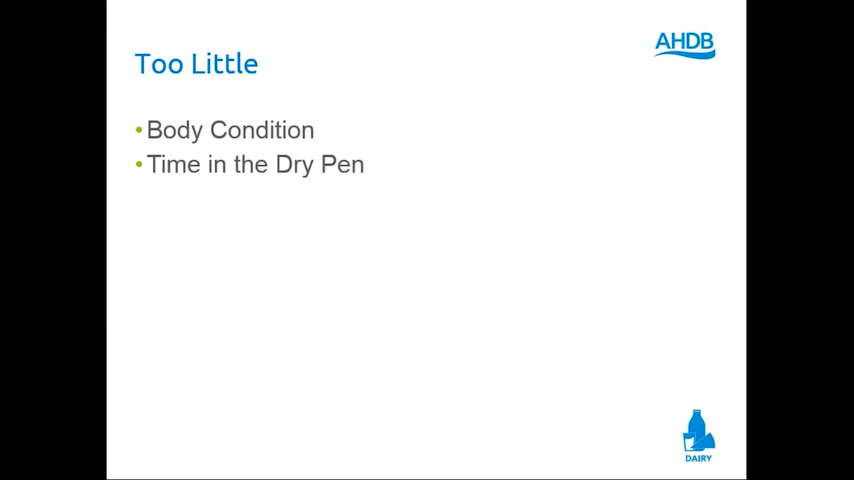 AHDB
Too Little
•Body Condition
•Time in the Dry Pen
DAIRY